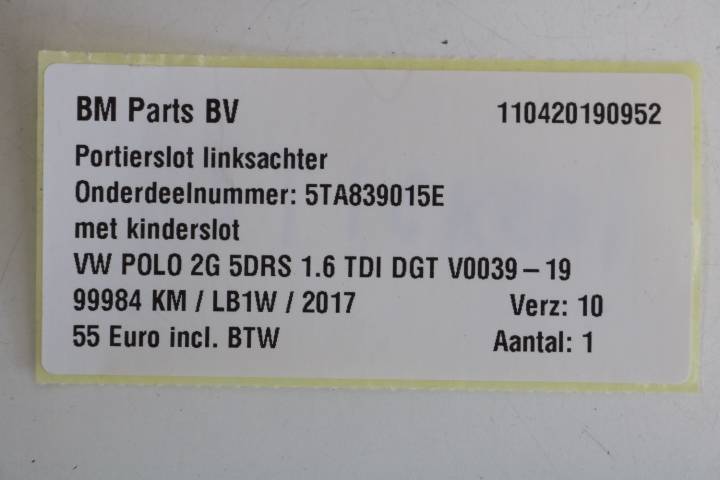 BM Parts BV 110420190952
Portierslot linksachter
Onderdeelnummer: 5TA839015E
met kinderslot
VW POLO 2G 5DRS 1.6 TDI DGT V0039 – 19
99984 KM / LB1W / 2017 Verz: 10
55 Euro incl. BTW Aantal: 1